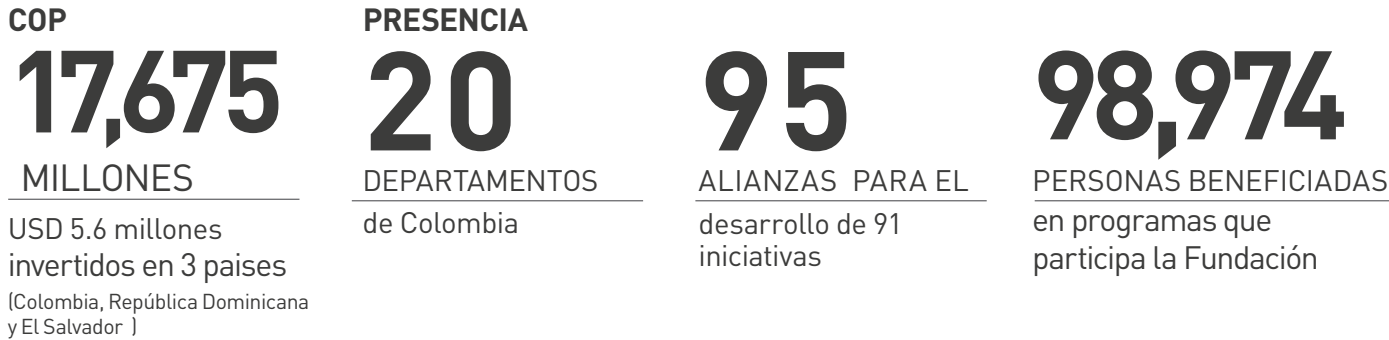 COP
17,675
MILLONES
USD 5.6 millones
invertidos en 3 paises
(Colombia, República Dominicana
y El Salvador )
PRESENCIA
20
DEPARTAMENTOS
de Colombia
95
ALIANZAS PARA EL
desarrollo de 91
iniciativas
98,974
PERSONAS BENEFICIADAS
en programas que
participa la Fundación